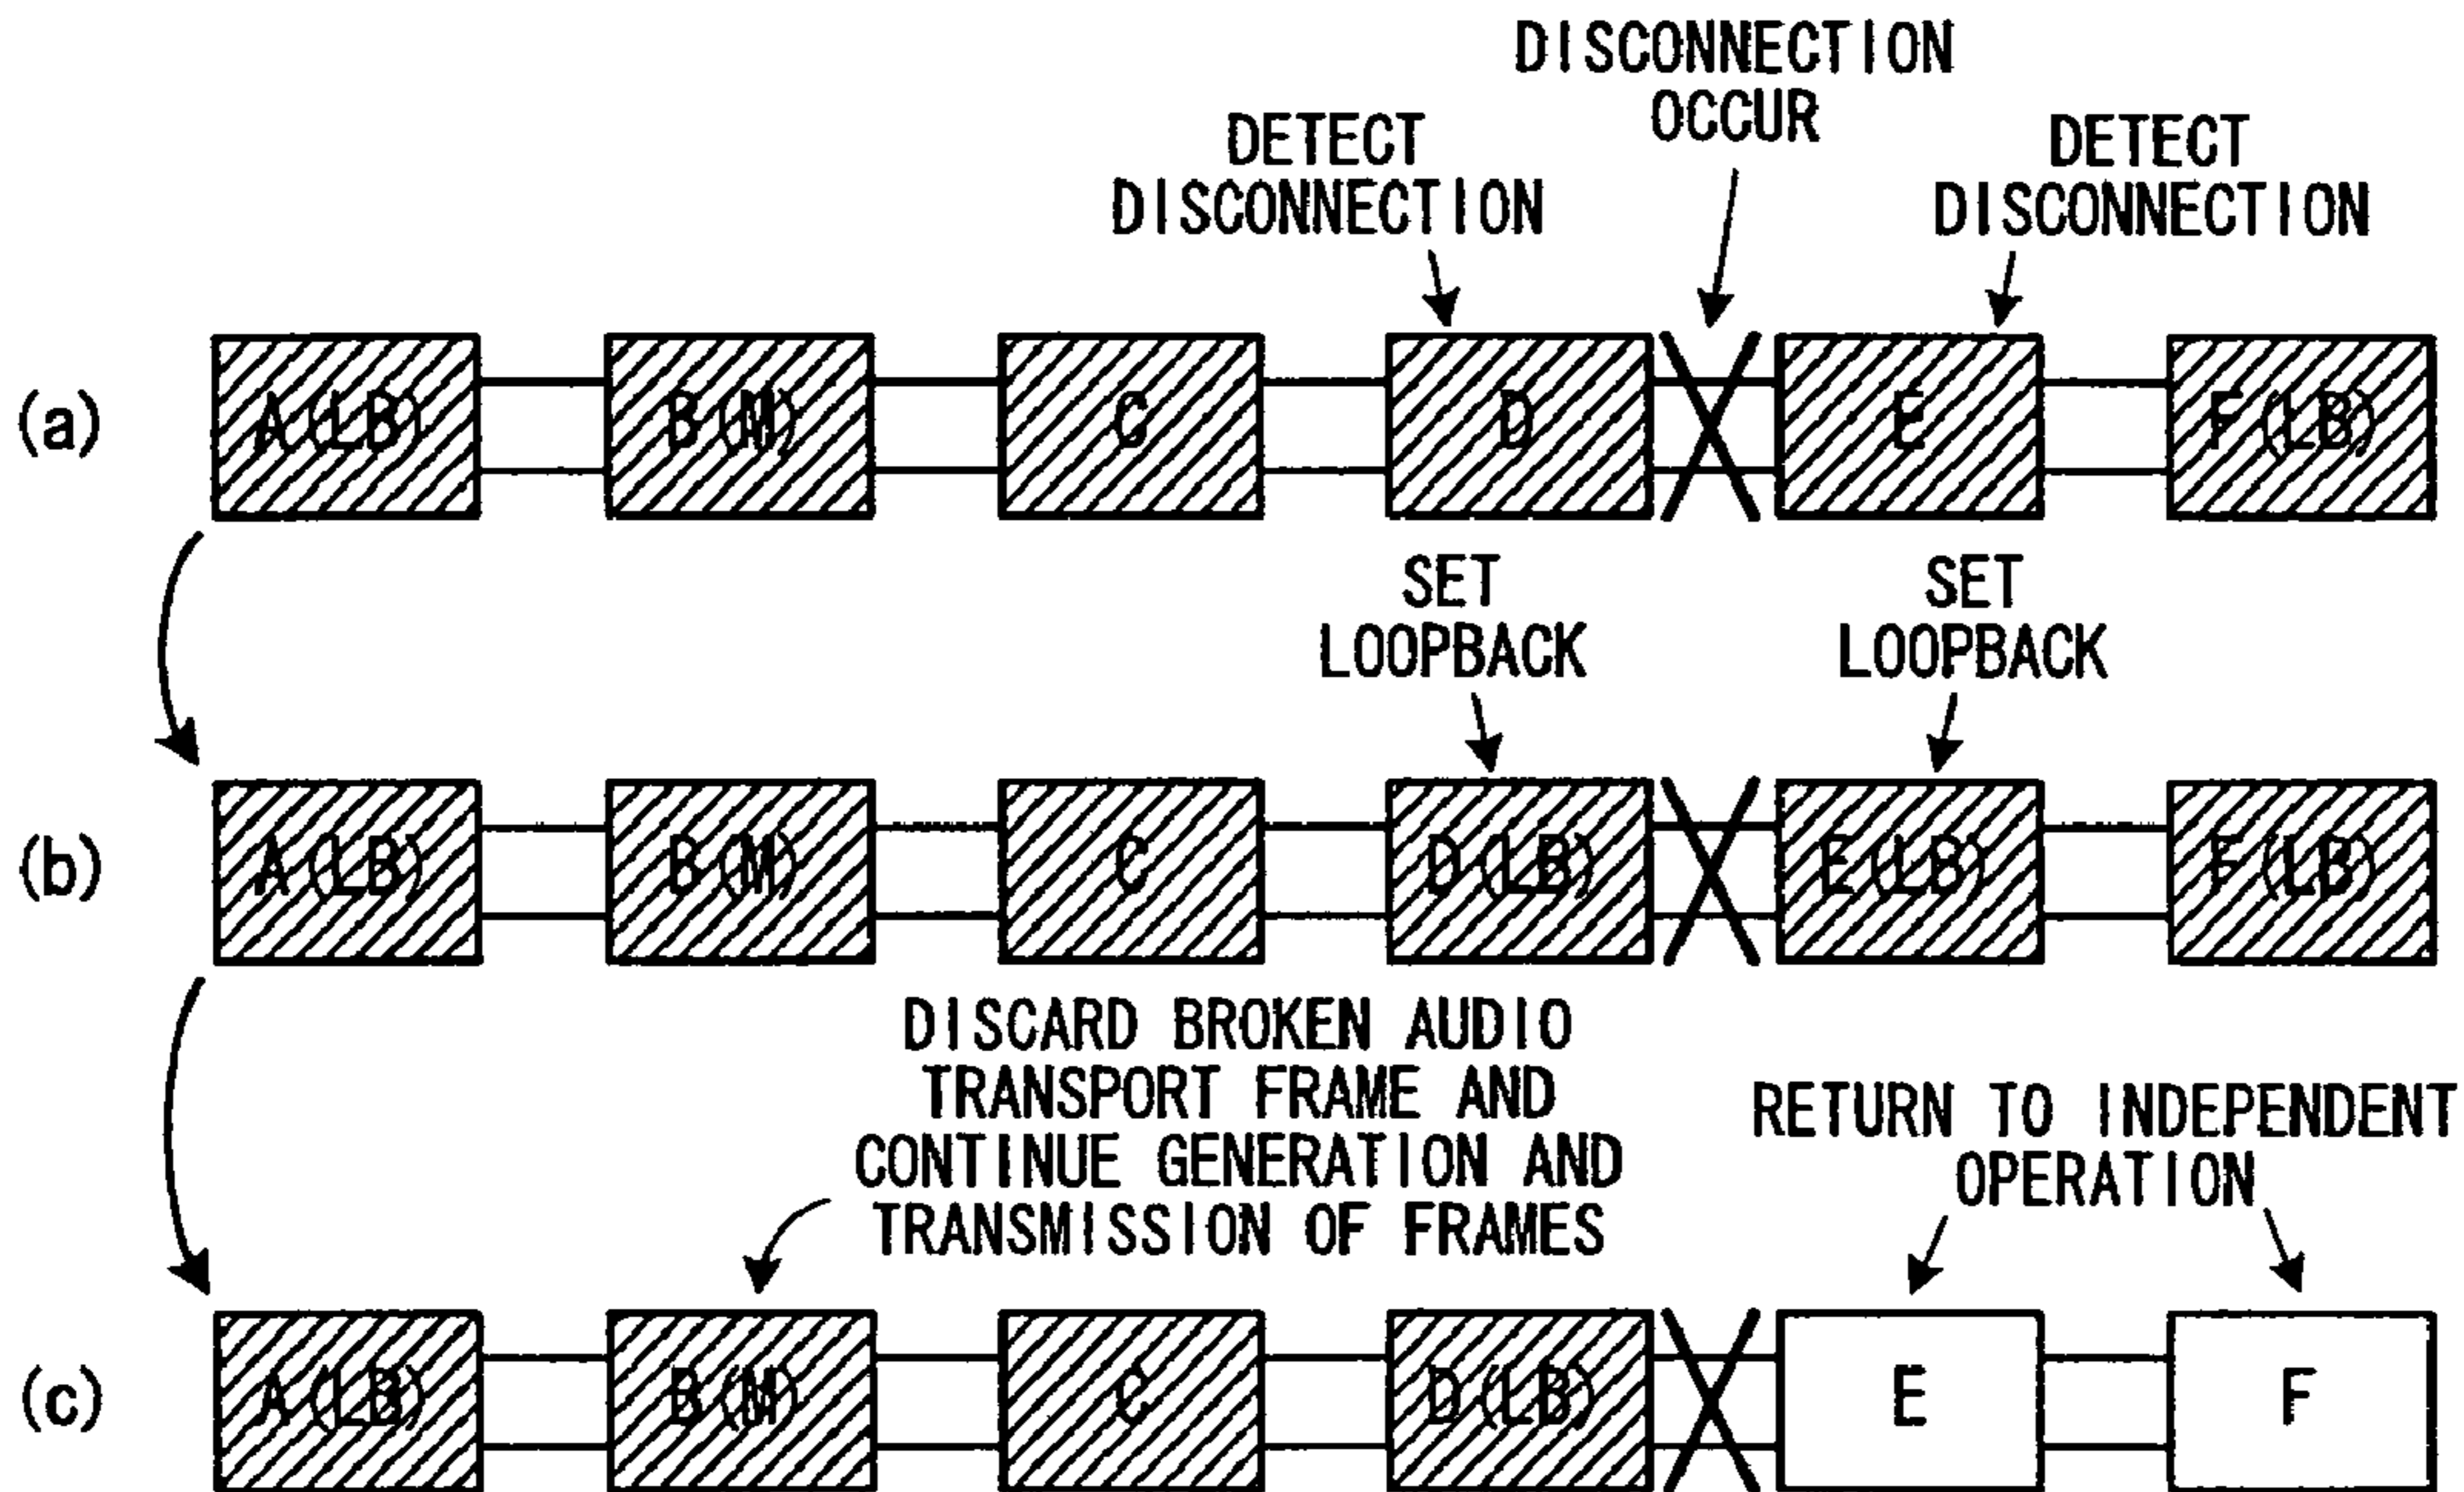 DISCONNECTION
OCCUR
DETECT
DISCONNECTION
DETECT
DISCONNECTION
(a)
A (LB)
B (M)
C
D
E
F (LB)
SET
LOOPBACK
SET
LOOPBACK
(b)
A (LB)
B (M)
C
D (LB)
E (LB)
F (LB)
DISCARD BROKEN AUDIO
TRANSPORT FRAME AND
CONTINUE GENERATION AND
TRANSMISSION OF FRAMES
RETURN TO INDEPENDENT
OPERATION
(c)
A (LB)
B (M)
C
D (LB)
E
F